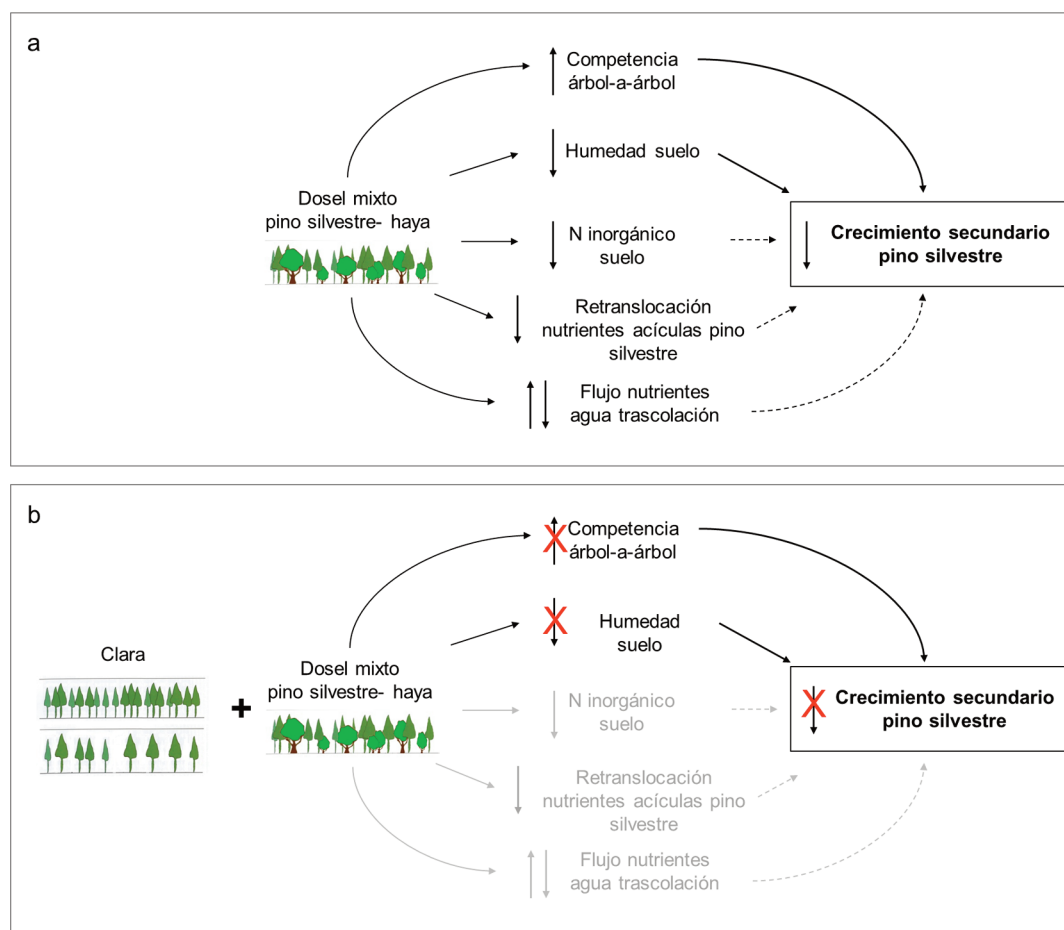 a
Competencia
árbol-a-árbol
Humedad suelo
Dosel mixto
pino silvestre- haya
N inorgánico
suelo
Crecimiento secundario
pino silvestre
Retranslocación
nutrientes acículas pino
silvestre
Flujo nutrientes
agua trascolación
b
Competencia
árbol-a-árbol
Humedad
suelo
Clara
+
Dosel mixto
pino silvestre- haya
N inorgánico
suelo
Crecimiento secundario
pino silvestre
Retranslocación
nutrientes acículas pino
silvestre
Flujo nutrientes
agua trascolación